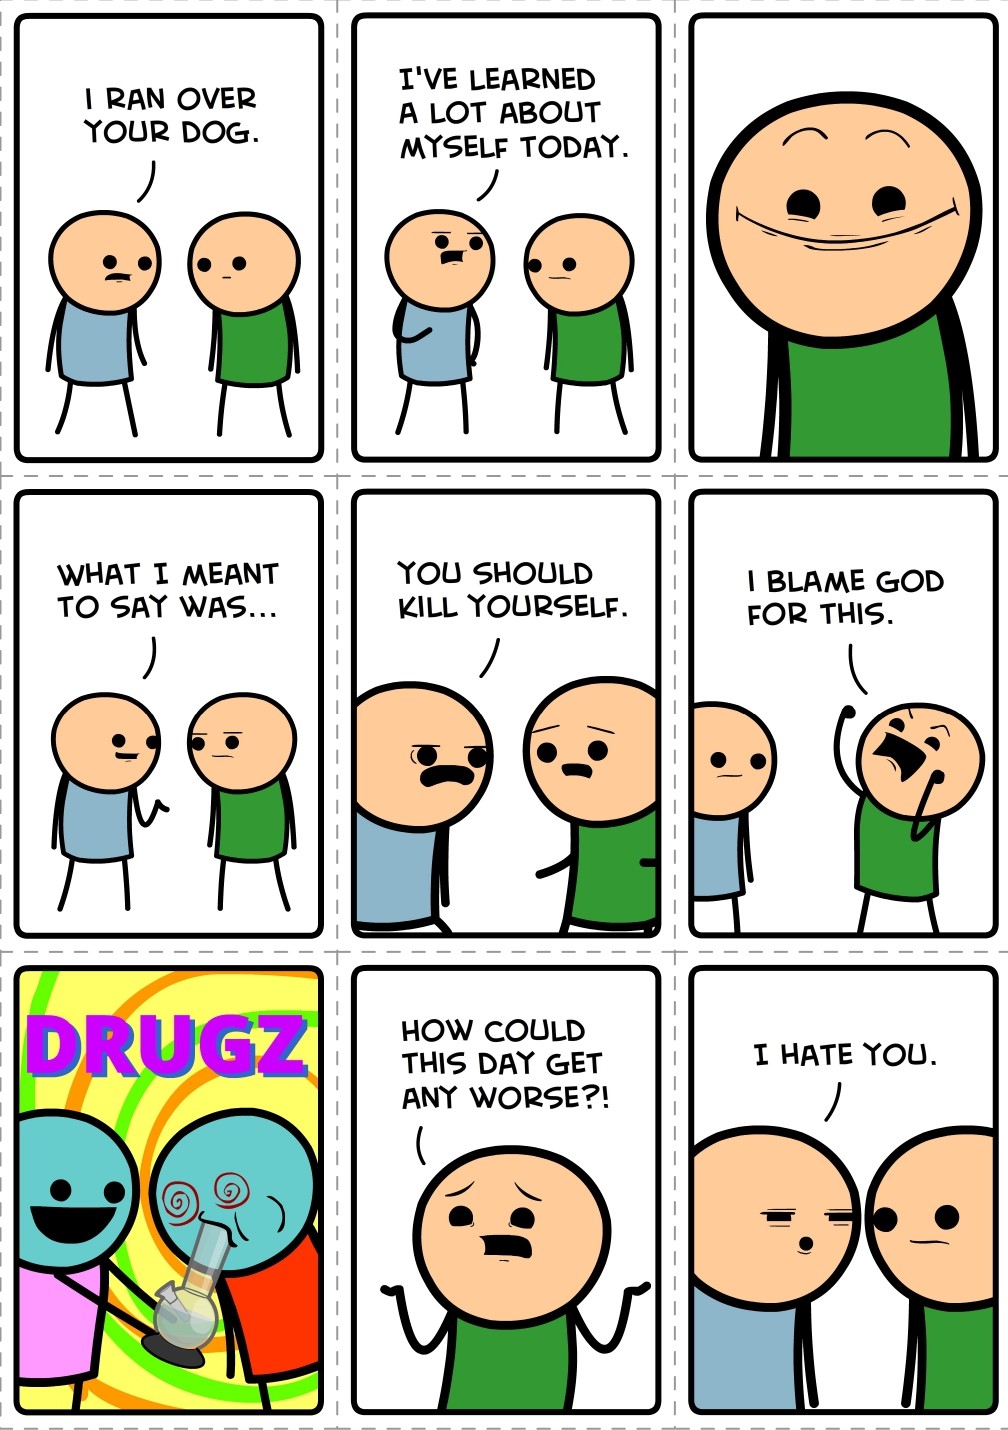 I RAN OVER
YOUR DOG.
I'VE LEARNED
A LOT ABOUT
MYSELF TODAY.
WHAT I MEANT
TO SAY WAS...
YOU SHOULD
KILL YOURSELF.
I BLAME GOD
FOR THIS.
DRUGZ
HOW COULD
THIS DAY GET
ANY WORSE?!
I HATE YOU.